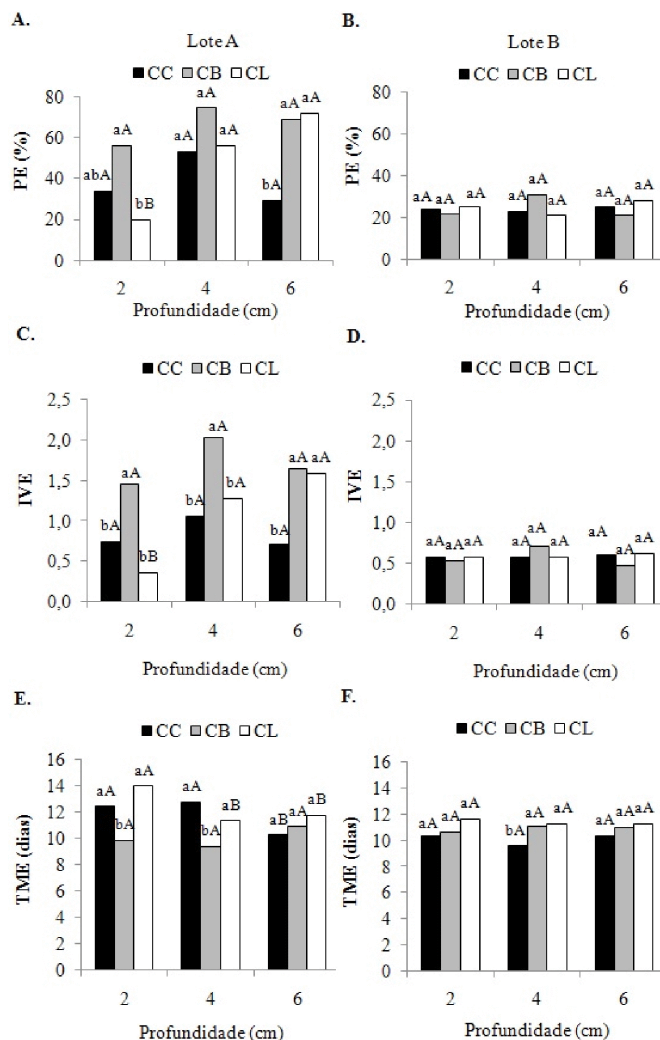 A.
Lote A
CC CB CL
PE (%)
80
60
40
20
0
abA aA bB aA aA aA bA aA aA
2 4 6
Profundidade (cm)
B.
Lote B
CC CB CL
PE (%)
80
60
40
20
0
aA aA aA aA aA aA aA aA aA
2 4 6
Profundidade (cm)
C.
CC CB CL
IVE
2,5
2,0
1,5
1,0
0,5
0,0
bA aA bB bA aA bA bA aA aA
2 4 6
Profundidade (cm)
D.
CC CB CL
IVE
2,5
2,0
1,5
1,0
0,5
0,0
aA aA aA aA aA aA aA aA aA
2 4 6
Profundidade (cm)
E.
CC CB CL
TME (dias)
16
14
12
10
8
6
4
2
0
aA bA aA aA bA aB aB aA aB
2 4 6
Profundidade (cm)
F.
CC CB CL
TME (dias)
16
14
12
10
8
6
4
2
0
aA aA aA bA aA aA aA aA aA
2 4 6
Profundidade (cm)